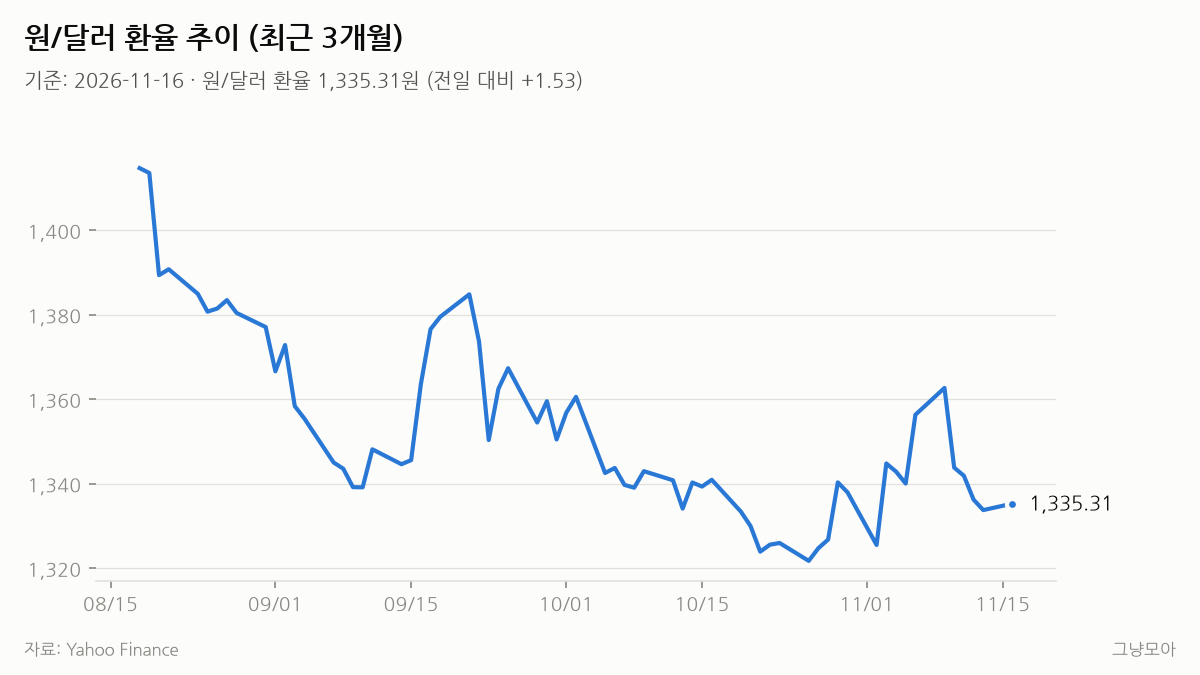 원/달러 환율 추이 (최근 3개월)
기준: 2026-11-16 · 원/달러 환율 1,335.31원 (전일 대비 +1.53)
1,400
1,380
1,360
1,340
1,320
1,335.31
08/15 09/01 09/15 10/01 10/15 11/01 11/15
자료: Yahoo Finance
그냥모아